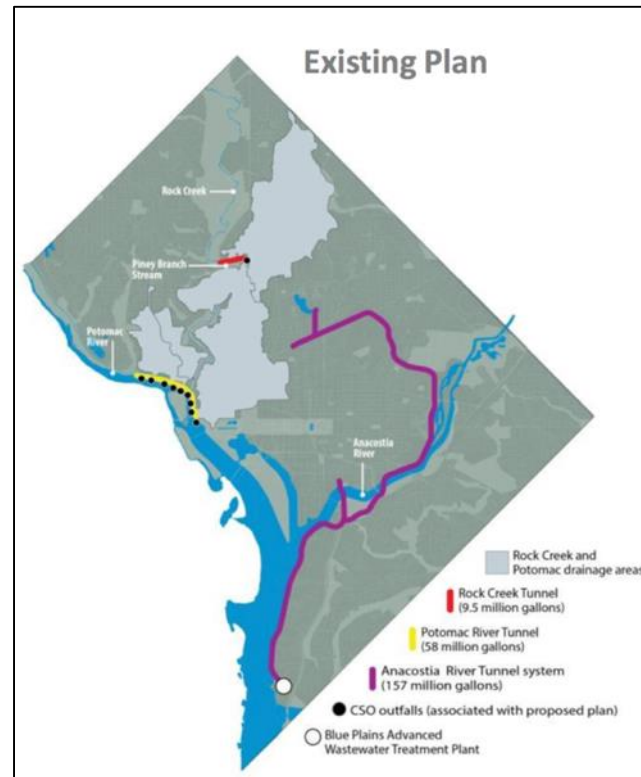 Existing Plan
Rock Creek
Piney Branch
Stream
Potomac
River
Anacostia
River
Rock Creek and
Potomac drainage areas
Rock Creek Tunnel
(9.5 million gallons)
Potomac River Tunnel
(58 million gallons)
Anacostia River Tunnel system
(157 million gallons)
CSO outfalls (associated with proposed plan)
Blue Plains Advanced
Wastewater Treatment Plant